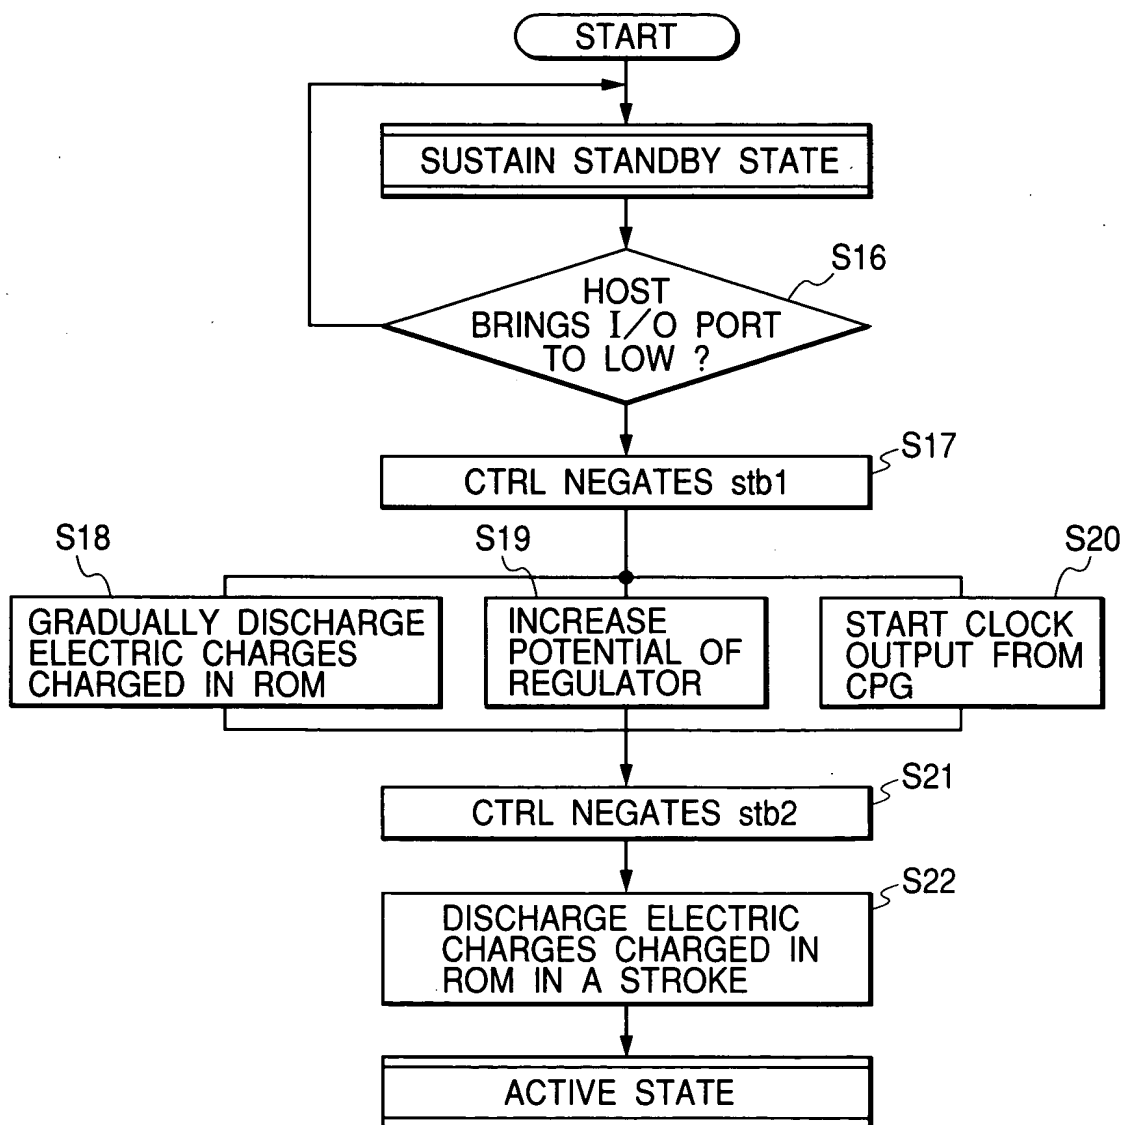 START
SUSTAIN STANDBY STATE
S16
HOST
BRINGS I/O PORT
TO LOW ?
S17
CTRL NEGATES stb1
S18
GRADUALLY DISCHARGE
ELECTRIC CHARGES
CHARGED IN ROM
S19
INCREASE
POTENTIAL OF
REGULATOR
S20
START CLOCK
OUTPUT FROM
CPG
S21
CTRL NEGATES stb2
S22
DISCHARGE ELECTRIC
CHARGES CHARGED IN
ROM IN A STROKE
ACTIVE STATE